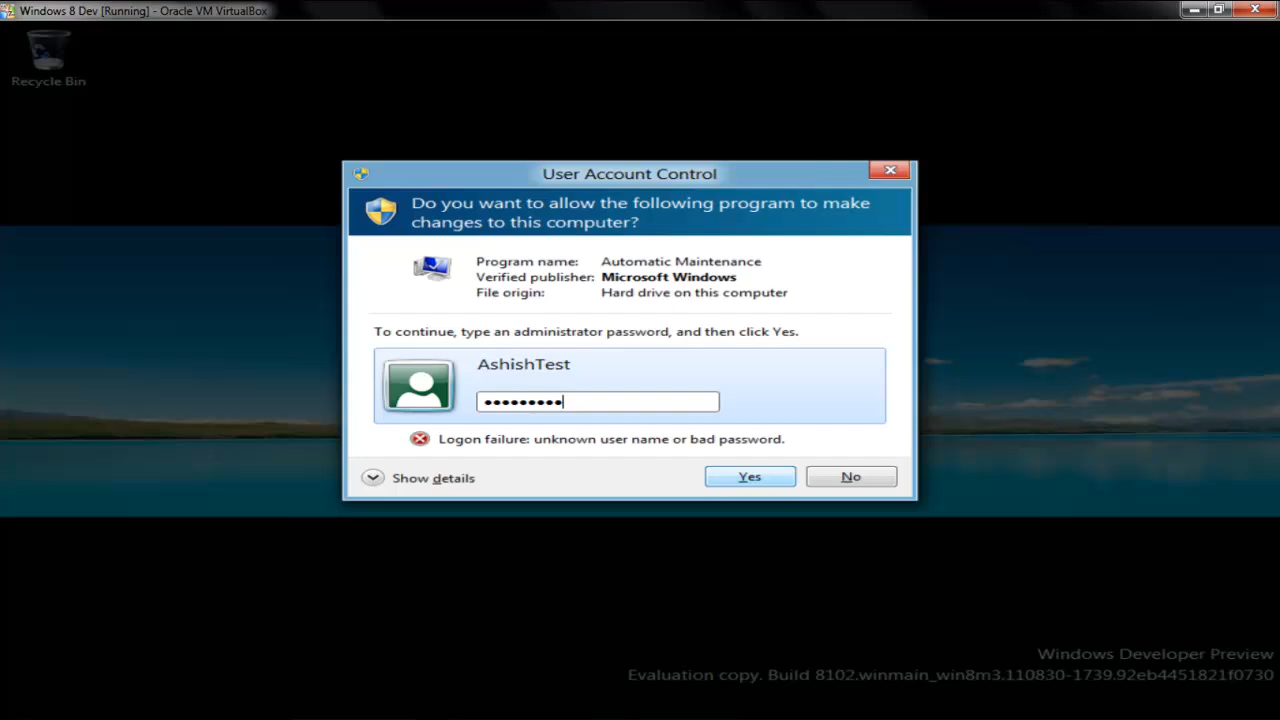 Windows 8 Dev [Running] - Oracle VM VirtualBox
Recycle Bin
User Account Control
Do you want to allow the following program to make
changes to this computer?
Program name: Automatic Maintenance
Verified publisher: Microsoft Windows
File origin: Hard drive on this computer
To continue, type an administrator password, and then click Yes.
AshishTest
●●●●●●●●●
Logon failure: unknown user name or bad password.
Show details
Yes
No
Windows Developer Preview
Evaluation copy. Build 8102.winmain_win8m3.110830-1739.92eb4451821f0730